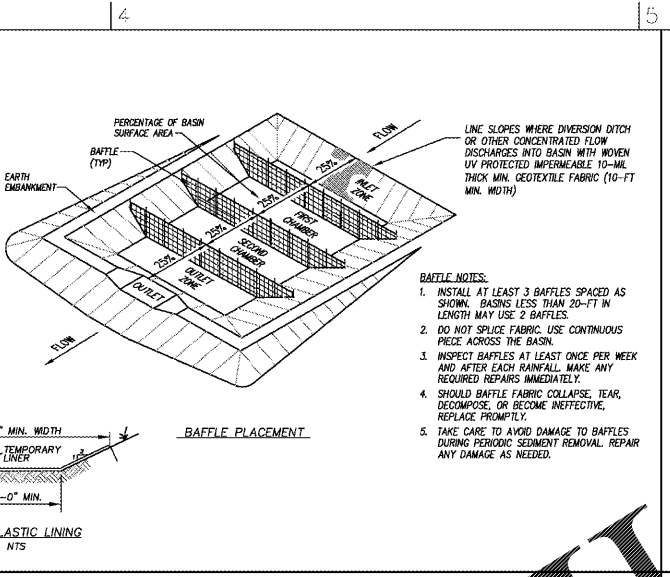 4
5
PERCENTAGE OF BASIN
SURFACE AREA
BAFFLE
(TYP)
EARTH
EMBANKMENT
FLOW
LINE SLOPES WHERE DIVERSION DITCH
OR OTHER CONCENTRATED FLOW
DISCHARGES INTO BASIN WITH WOVEN
UV PROTECTED IMPERMEABLE 10-MIL
THICK MIN. GEOTEXTILE FABRIC (10-FT
MIN. WIDTH)
25%
INLET
ZONE
25%
FIRST
CHAMBER
25%
SECOND
CHAMBER
25%
OUTLET
ZONE
OUTLET
FLOW
BAFFLE PLACEMENT
BAFFLE NOTES:
1. INSTALL AT LEAST 3 BAFFLES SPACED AS
SHOWN. BASINS LESS THAN 20-FT IN
LENGTH MAY USE 2 BAFFLES.
2. DO NOT SPLICE FABRIC. USE CONTINUOUS
PIECE ACROSS THE BASIN.
3. INSPECT BAFFLES AT LEAST ONCE PER WEEK
AND AFTER EACH RAINFALL. MAKE ANY
REQUIRED REPAIRS IMMEDIATELY.
4. SHOULD BAFFLE FABRIC COLLAPSE, TEAR,
DECOMPOSE, OR BECOME INEFFECTIVE,
REPLACE PROMPTLY.
5. TAKE CARE TO AVOID DAMAGE TO BAFFLES
DURING PERIODIC SEDIMENT REMOVAL. REPAIR
ANY DAMAGE AS NEEDED.
" MIN. WIDTH
TEMPORARY
LINER
-0" MIN.
LASTIC LINING
NTS